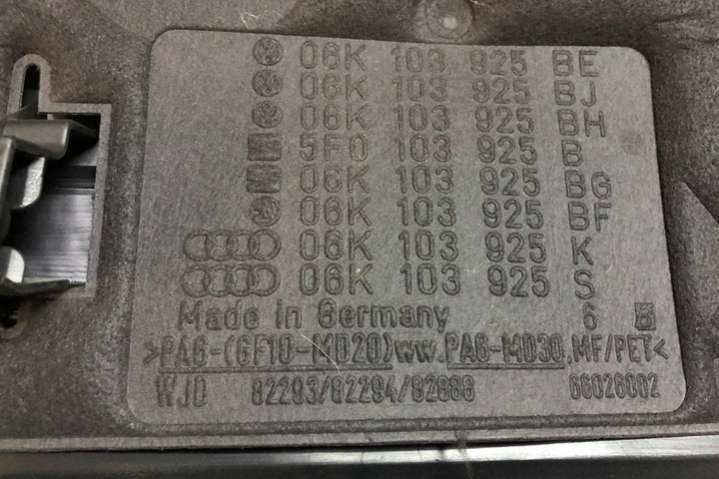 06K 103 925 BE
06K 103 925 BJ
06K 103 925 BH
5F0 103 925 B
06K 103 925 BG
06K 103 925 BF
06K 103 925 K
06K 103 925 S
Made in Germany 6
>PA6-(GF10-MD20)ww.PA6-MD30,MF/PET<
WJD 82293/82294/82888 66026002